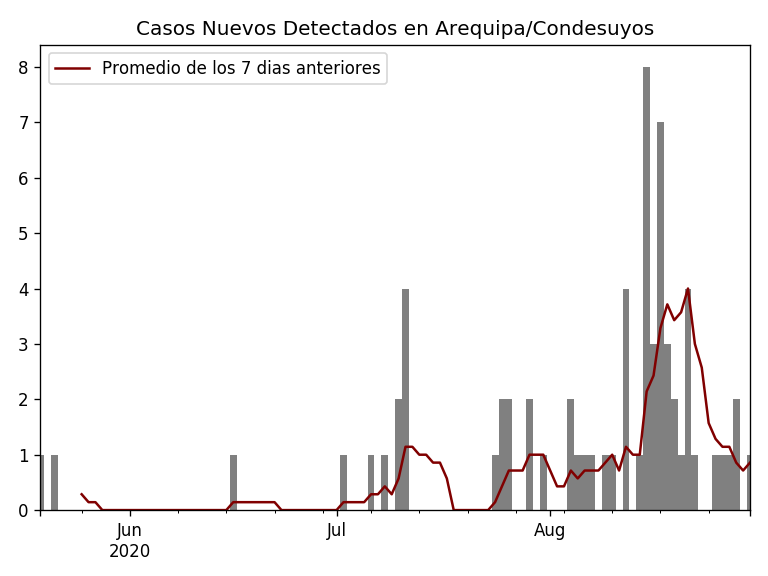 Casos Nuevos Detectados en Arequipa/Condesuyos
Promedio de los 7 dias anteriores
8
7
6
5
4
3
2
1
0
Jun
2020
Jul
Aug